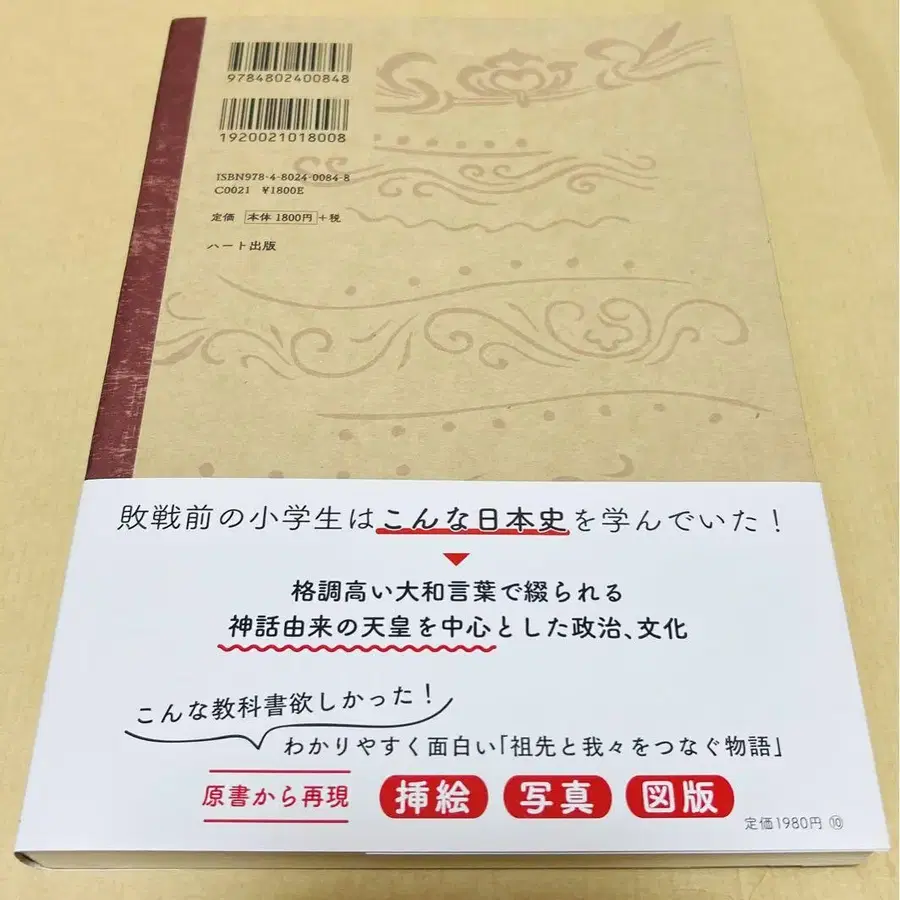 9784802400848
1920021018008
ISBN978-4-8024-0084-8
C0021 ¥1800E
定価 本体 1800円+税
ハート出版
敗戦前の小学生はこんな日本史を学んでいた!
格調高い大和言葉で綴られる
神話由来の天皇を中心とした政治、文化
こんな教科書欲しかった!
わかりやすく面白い「祖先と我々をつなぐ物語」
原書から再現 挿絵 写真 図版
定価1980円 ⑩